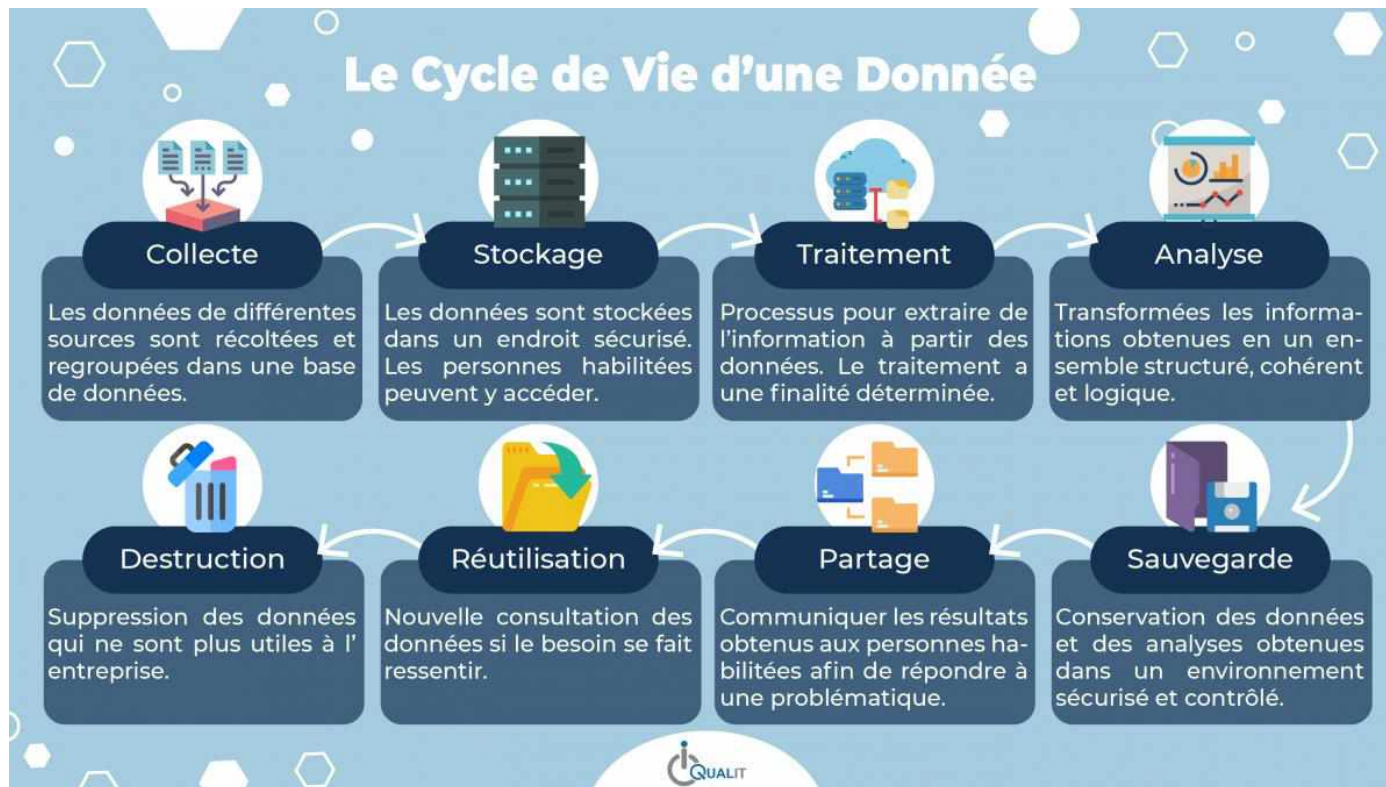 Le Cycle de Vie d'une Donnée
Collecte
Les données de différentes
sources sont récoltées et
regroupées dans une base
de données.
Stockage
Les données sont stockées
dans un endroit sécurisé.
Les personnes habilitées
peuvent y accéder.
Traitement
Processus pour extraire de
l'information à partir des
données. Le traitement a
une finalité déterminée.
Analyse
Transformées les informa-
tions obtenues en un en-
semble structuré, cohérent
et logique.
Sauvegarde
Conservation des données
et des analyses obtenues
dans un environnement
sécurisé et contrôlé.
Partage
Communiquer les résultats
obtenus aux personnes ha-
bilitées afin de répondre à
une problématique.
Réutilisation
Nouvelle consultation des
données si le besoin se fait
ressentir.
Destruction
Suppression des données
qui ne sont plus utiles à l'
entreprise.
QUALIT